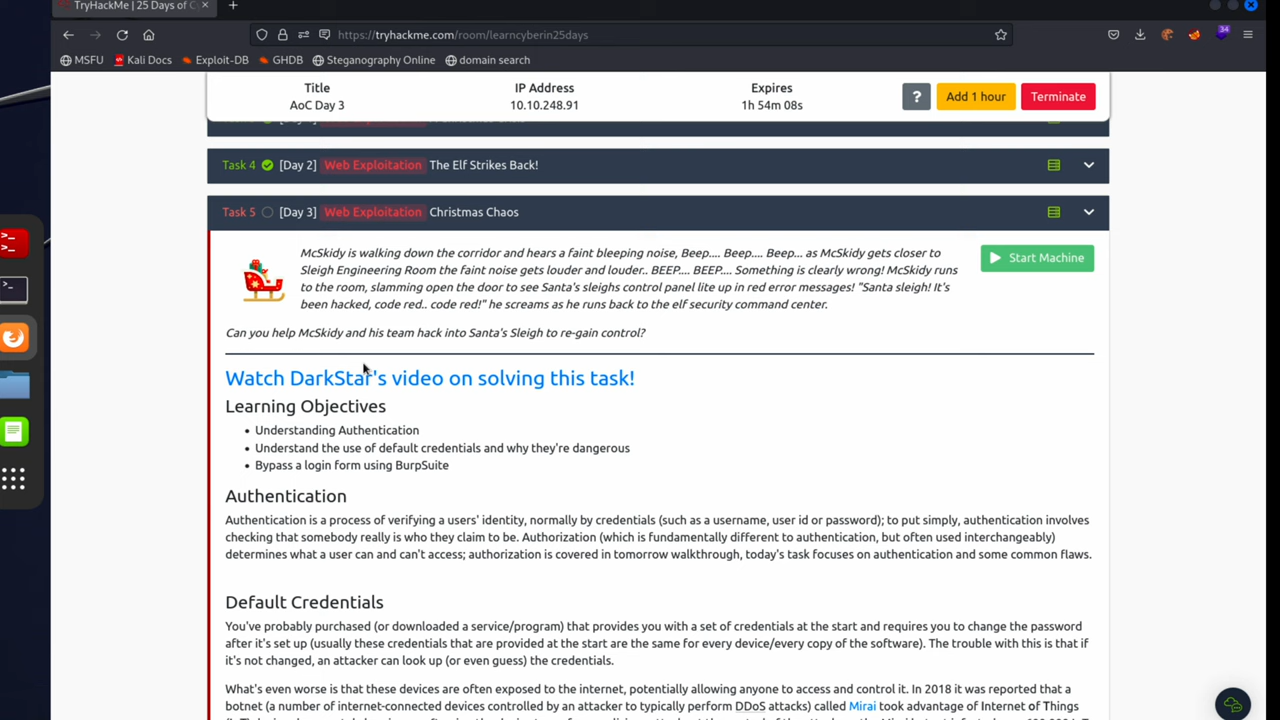 TryHackMe | 25 Days of C
https://tryhackme.com/room/learncyberin25days
34
MSFU Kali Docs Exploit-DB GHDB Steganography Online domain search
Title IP Address Expires
AoC Day 3 10.10.248.91 1h 54m 08s
? Add 1 hour Terminate
Task 4 [Day 2] Web Exploitation The Elf Strikes Back!
Task 5 [Day 3] Web Exploitation Christmas Chaos
McSkidy is walking down the corridor and hears a faint bleeping noise, Beep.... Beep.... Beep... as McSkidy gets closer to
Sleigh Engineering Room the faint noise gets louder and louder.. BEEP.... BEEP.... Something is clearly wrong! McSkidy runs
to the room, slamming open the door to see Santa's sleighs control panel lite up in red error messages! "Santa sleigh! It's
been hacked, code red.. code red!" he screams as he runs back to the elf security command center.
Start Machine
Can you help McSkidy and his team hack into Santa's Sleigh to re-gain control?
Watch DarkStar's video on solving this task!
Learning Objectives
• Understanding Authentication
• Understand the use of default credentials and why they're dangerous
• Bypass a login form using BurpSuite
Authentication
Authentication is a process of verifying a users' identity, normally by credentials (such as a username, user id or password); to put simply, authentication involves
checking that somebody really is who they claim to be. Authorization (which is fundamentally different to authentication, but often used interchangeably)
determines what a user can and can't access; authorization is covered in tomorrow walkthrough, today's task focuses on authentication and some common flaws.
Default Credentials
You've probably purchased (or downloaded a service/program) that provides you with a set of credentials at the start and requires you to change the password
after it's set up (usually these credentials that are provided at the start are the same for every device/every copy of the software). The trouble with this is that if
it's not changed, an attacker can look up (or even guess) the credentials.
What's even worse is that these devices are often exposed to the internet, potentially allowing anyone to access and control it. In 2018 it was reported that a
botnet (a number of internet-connected devices controlled by an attacker to typically perform DDoS attacks) called Mirai took advantage of Internet of Things